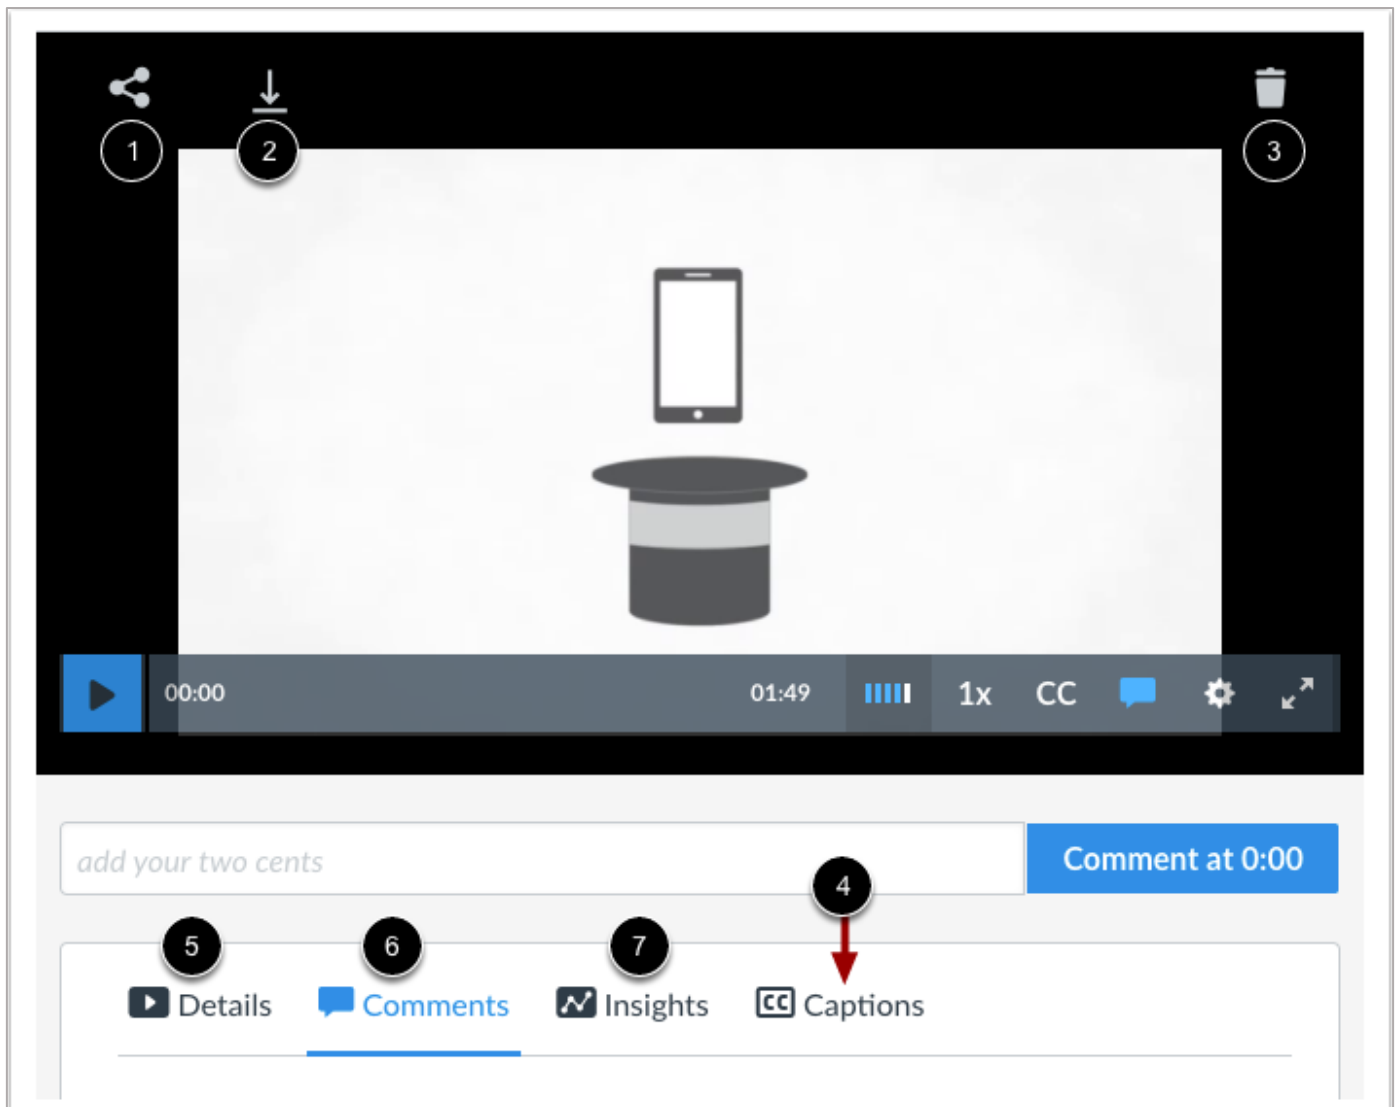 1 2 3
00:00 01:49 1x CC
add your two cents Comment at 0:00
4
5 6 7
Details Comments Insights CC Captions